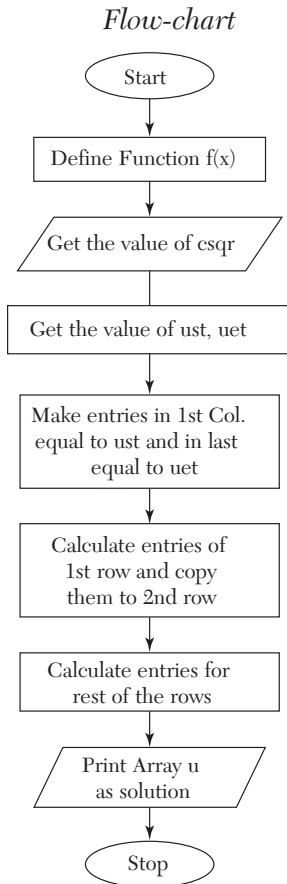 Flow-chart
Start
Define Function f(x)
Get the value of csqr
Get the value of ust, uet
Make entries in 1st Col.
equal to ust and in last
equal to uet
Calculate entries of
1st row and copy
them to 2nd row
Calculate entries for
rest of the rows
Print Array u
as solution
Stop